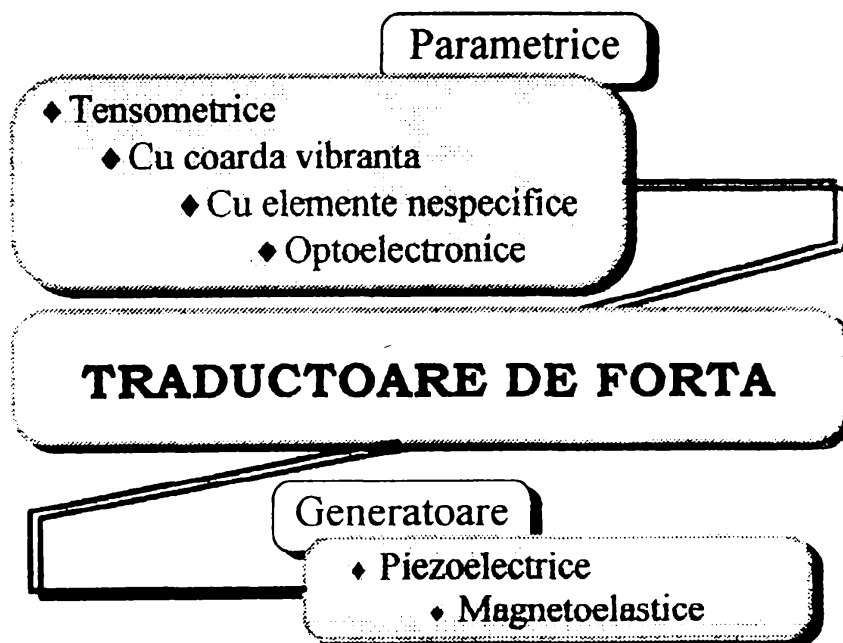 Parametrice
♦ Tensometrice
♦ Cu coarda vibranta
♦ Cu elemente nespecifice
♦ Optoelectronice
TRADUCTOARE DE FORTA
Generatoare
♦ Piezoelectrice
♦ Magnetoelastice